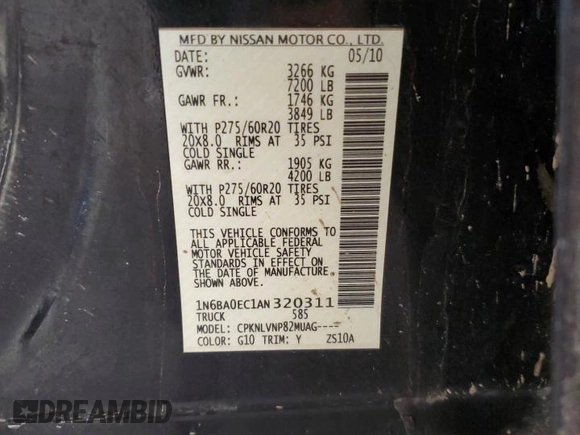 MFD BY NISSAN MOTOR CO., LTD.
DATE: 05/10
GVWR: 3266 KG
7200 LB
GAWR FR.: 1746 KG
3849 LB
WITH P275/60R20 TIRES
20X8.0 RIMS AT 35 PSI
COLD SINGLE
GAWR RR.: 1905 KG
4200 LB
WITH P275/60R20 TIRES
20X8.0 RIMS AT 35 PSI
COLD SINGLE
THIS VEHICLE CONFORMS TO
ALL APPLICABLE FEDERAL
MOTOR VEHICLE SAFETY
STANDARDS IN EFFECT ON
THE DATE OF MANUFACTURE
SHOWN ABOVE.
1N6BA0EC1AN320311
TRUCK 585
MODEL: CPKNLVNP82MUAG----
COLOR: G10 TRIM: Y ZS10A
DREAMBID